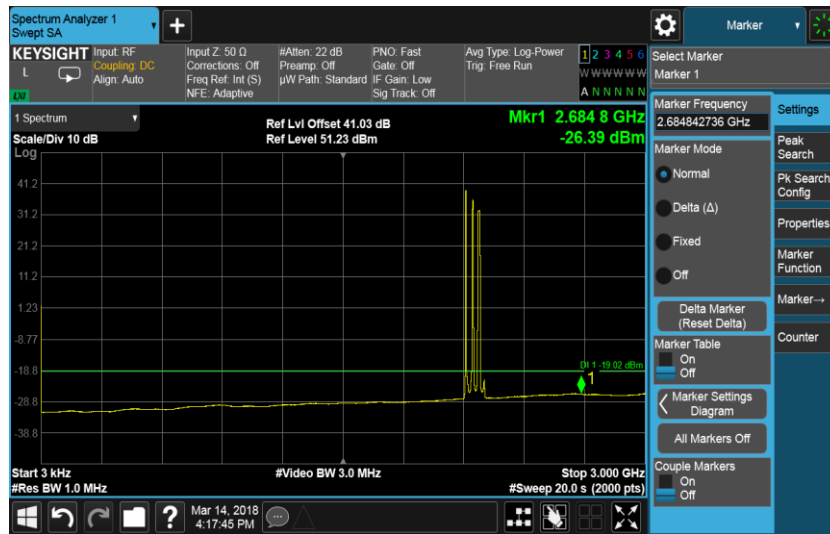 Spectrum Analyzer 1
Swept SA
+
Marker
KEYSIGHT
L
LXI
Input: RF
Coupling: DC
Align: Auto
Input Z: 50 Ω
Corrections: Off
Freq Ref: Int (S)
NFE: Adaptive
#Atten: 22 dB
Preamp: Off
µW Path: Standard
PNO: Fast
Gate: Off
IF Gain: Low
Sig Track: Off
Avg Type: Log-Power
Trig: Free Run
1 2 3 4 5 6
W W W W W W
A N N N N N
Select Marker
Marker 1
1 Spectrum
Scale/Div 10 dB
Log
Ref Lvl Offset 41.03 dB
Ref Level 51.23 dBm
Mkr1 2.684 8 GHz
-26.39 dBm
41.2
31.2
21.2
11.2
1.23
-8.77
-18.8
-28.8
-38.8
DI 1 -19.02 dBm
1
Start 3 kHz
#Res BW 1.0 MHz
#Video BW 3.0 MHz
Stop 3.000 GHz
#Sweep 20.0 s (2000 pts)
Marker Frequency
2.684842736 GHz
Marker Mode
Normal
Delta (Δ)
Fixed
Off
Delta Marker
(Reset Delta)
Marker Table
On
Off
Marker Settings
Diagram
All Markers Off
Couple Markers
On
Off
Settings
Peak
Search
Pk Search
Config
Properties
Marker
Function
Marker→
Counter
?
Mar 14, 2018
4:17:45 PM